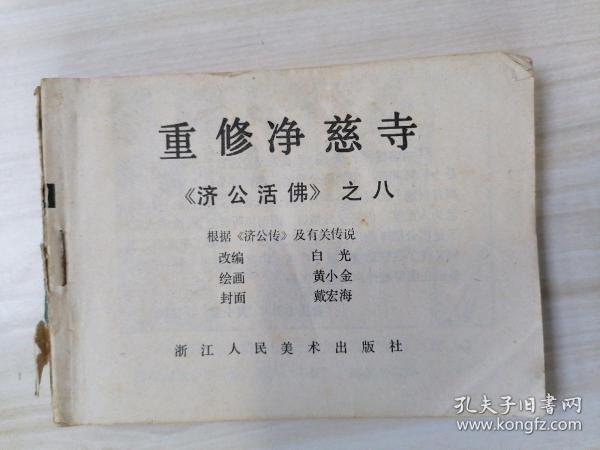 重修净慈寺
《济公活佛》之八
根据《济公传》及有关传说
改编 白光
绘画 黄小金
封面 戴宏海
浙江人民美术出版社
孔夫子旧书网
www.kongfz.com